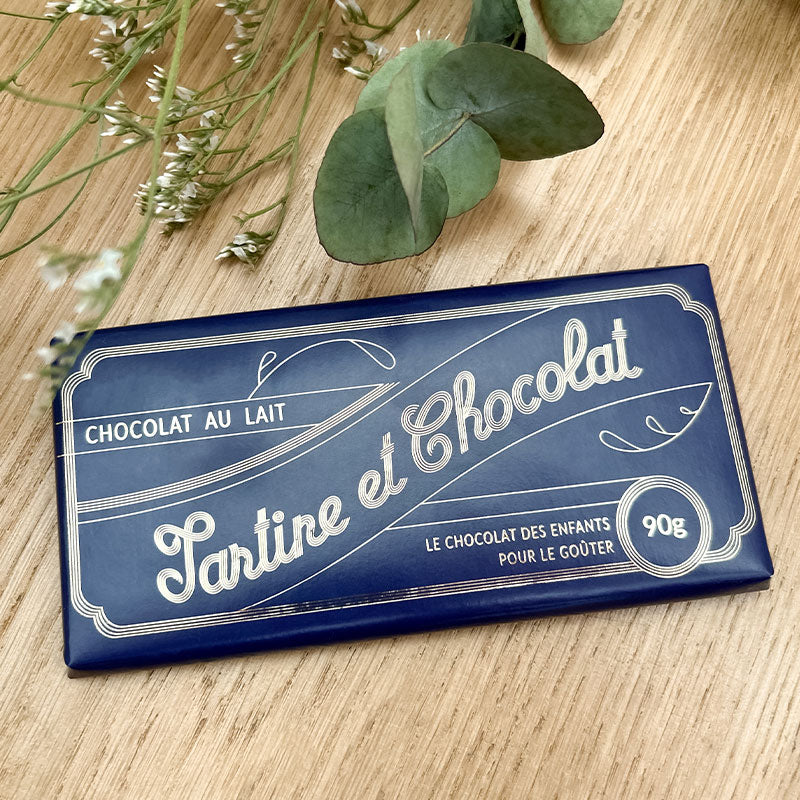 CHOCOLAT AU LAIT
Tartine et Chocolat
LE CHOCOLAT DES ENFANTS
POUR LE GOÛTER
90g